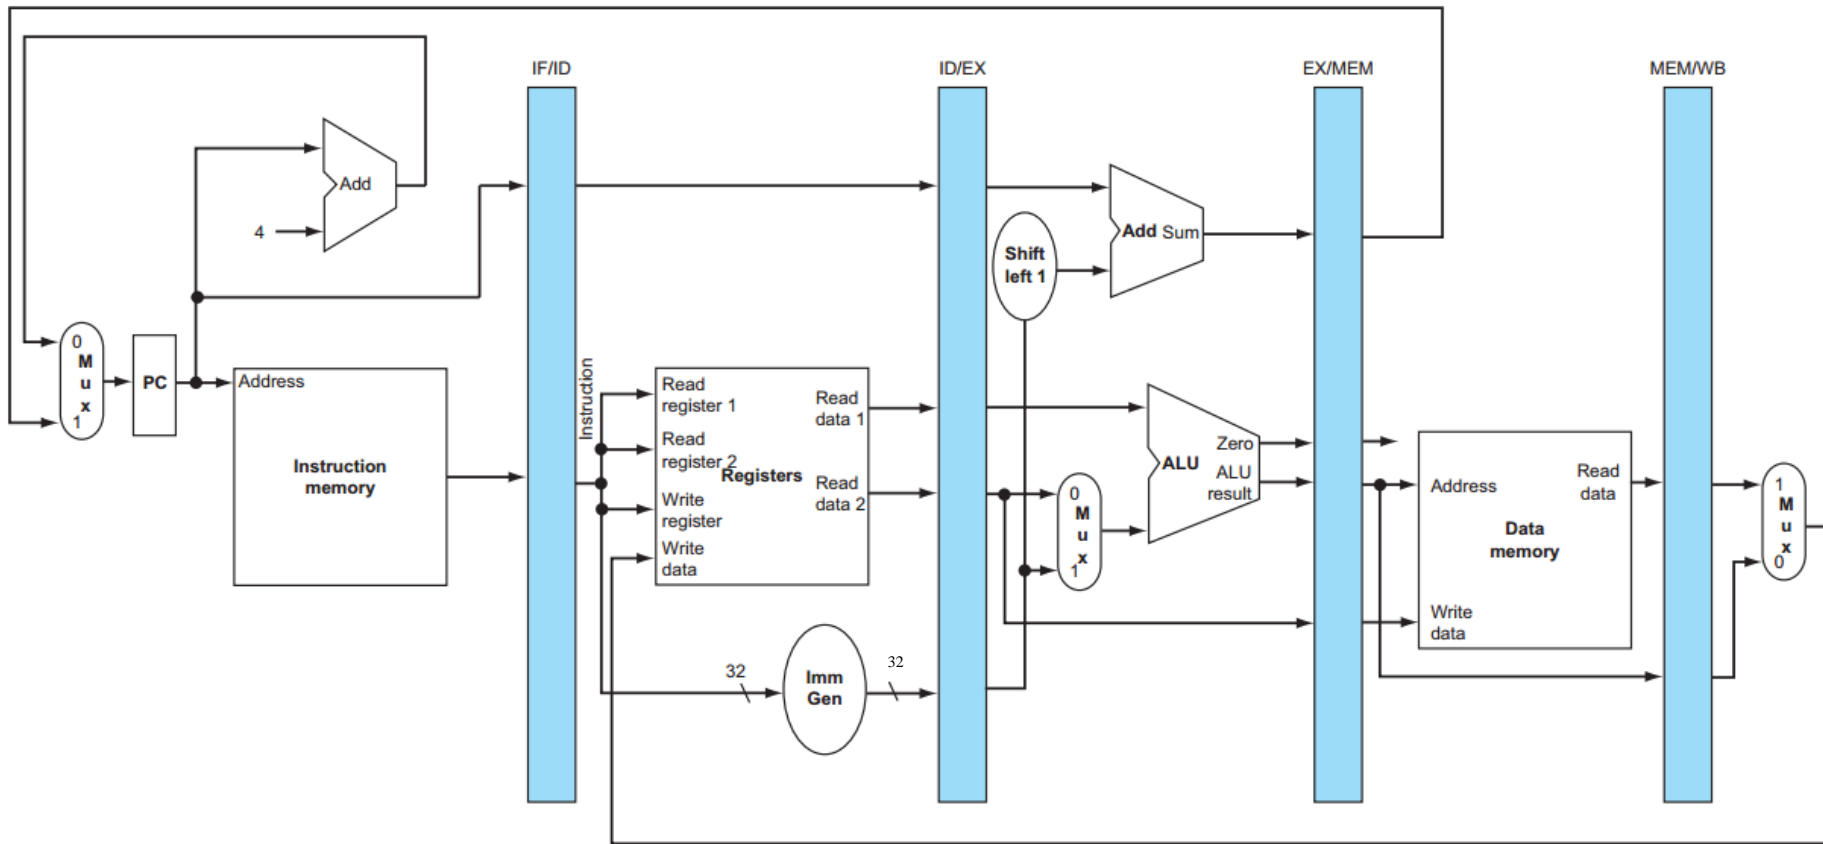 IF/ID
ID/EX
EX/MEM
MEM/WB
Add
4
Add Sum
Shift
left 1
0
M
u
x
1
PC
Address
Instruction
memory
Instruction
Read
register 1
Read
register 2
Write
register
Write
data
Registers
Read
data 1
Read
data 2
0
M
u
x
1
ALU
Zero
ALU
result
Address
Read
data
Data
memory
Write
data
1
M
u
x
0
32
Imm
Gen
32